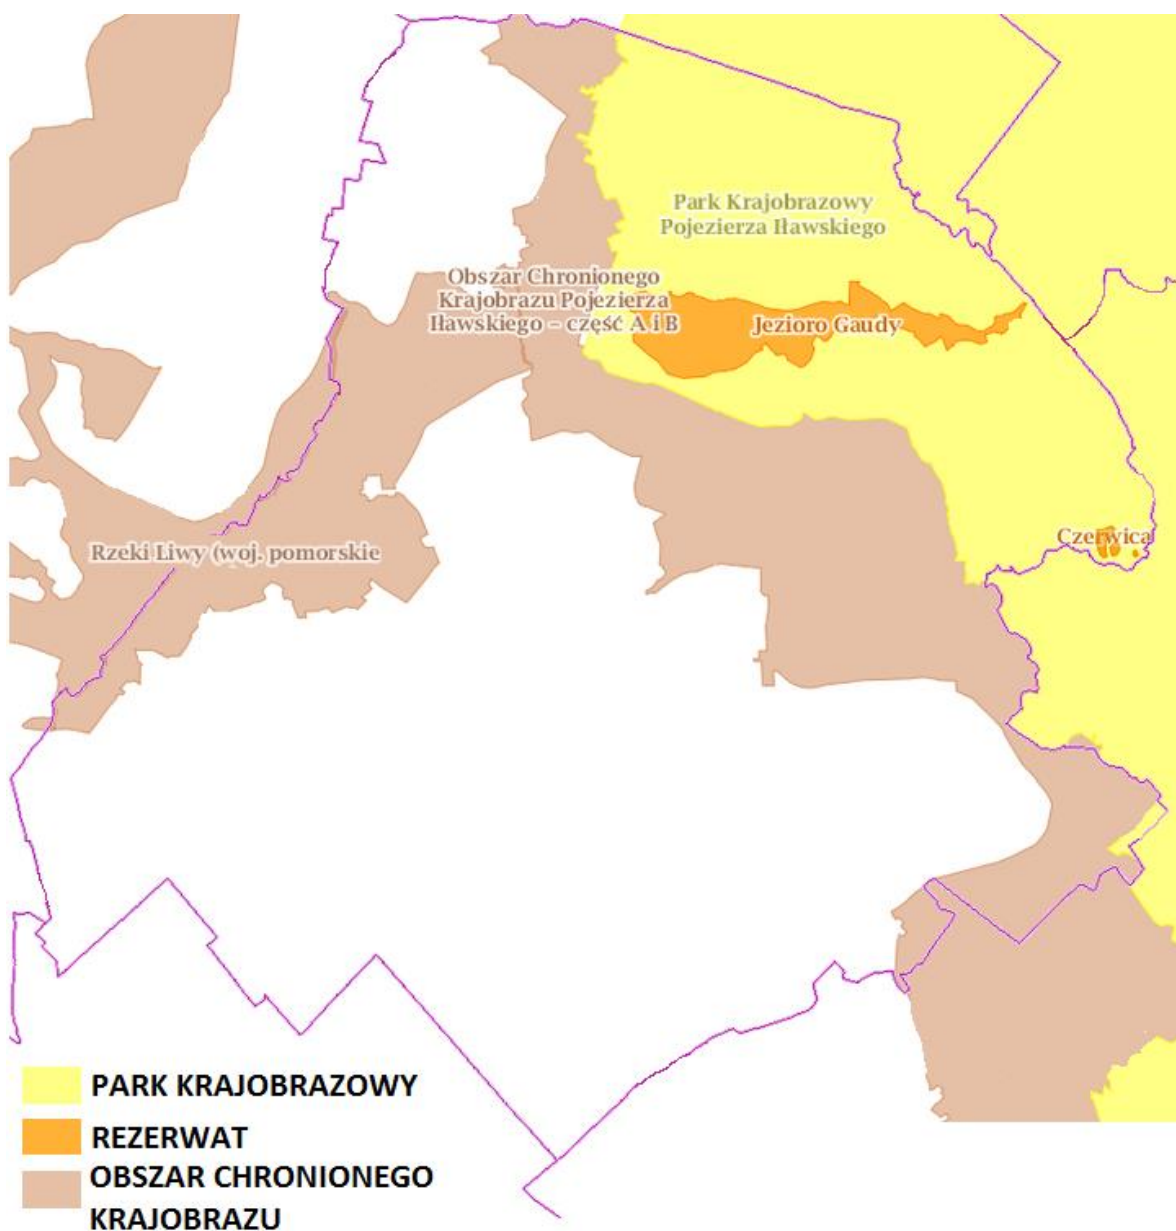 Park Krajobrazowy
Pojezierza Iławskiego
Obszar Chronionego
Krajobrazu Pojezierza
Iławskiego - część A i B
Jezioro Gaudy
Czerwica
Rzeki Liwy (woj. pomorskie
PARK KRAJOBRAZOWY
REZERWAT
OBSZAR CHRONIONEGO
KRAJOBRAZU